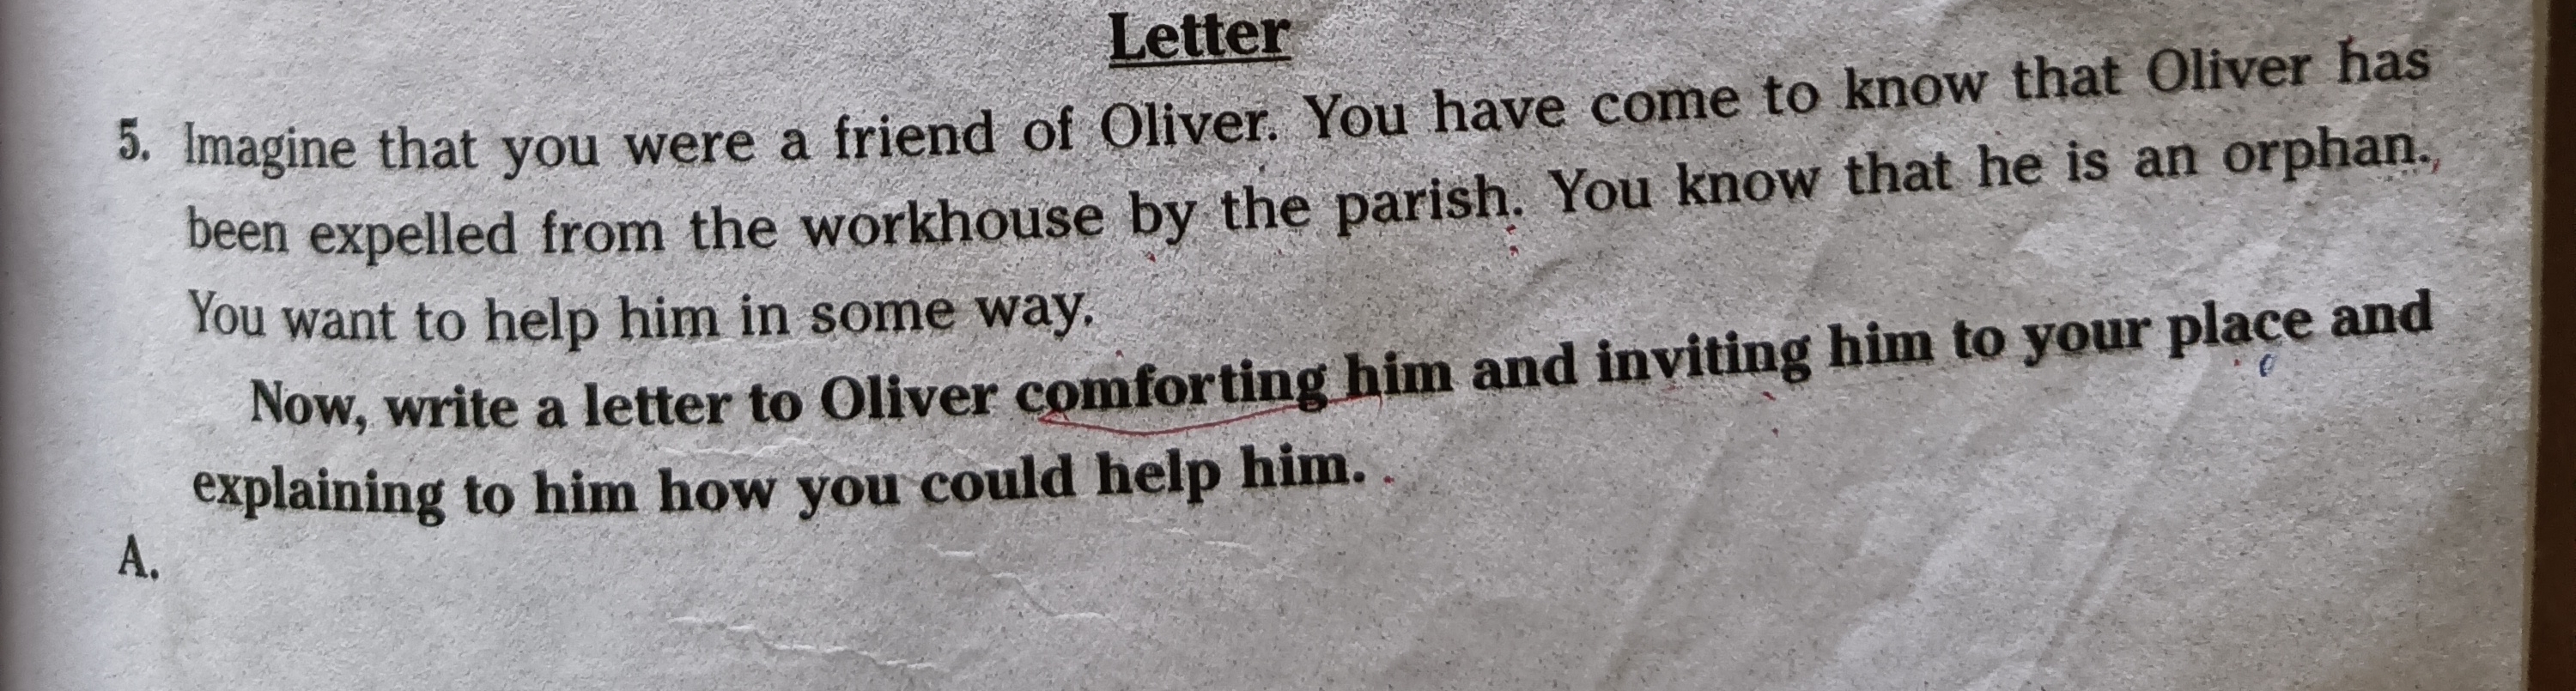 Letter
5. Imagine that you were a friend of Oliver. You have come to know that Oliver has
been expelled from the workhouse by the parish. You know that he is an orphan.
You want to help him in some way.
Now, write a letter to Oliver comforting him and inviting him to your place and
explaining to him how you could help him.
A.